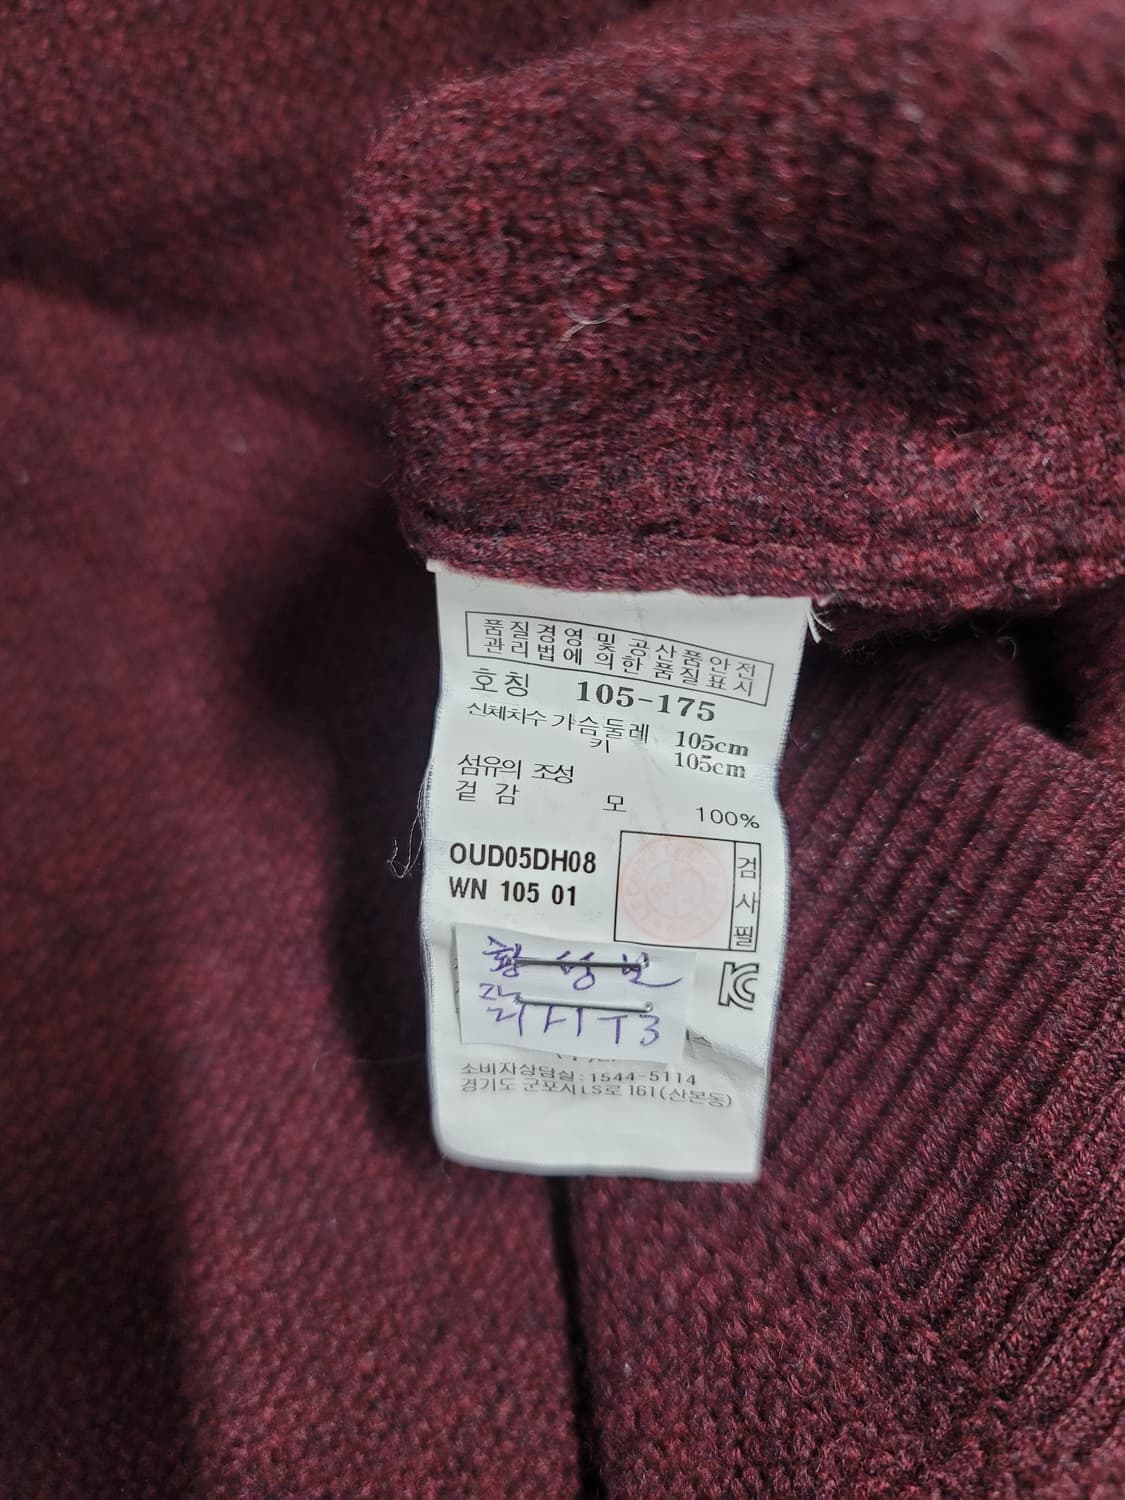 품질경영 및 공산품안전
관리법에 의한 품질표시
호칭 105-175
신체치수 가슴둘레 105cm
키 105cm
섬유의 조성
겉감 모 100%
OUD05DH08
WN 105 01
검사필
소비자상담실:1544-5114
경기도 군포시LS로 161(산본동)